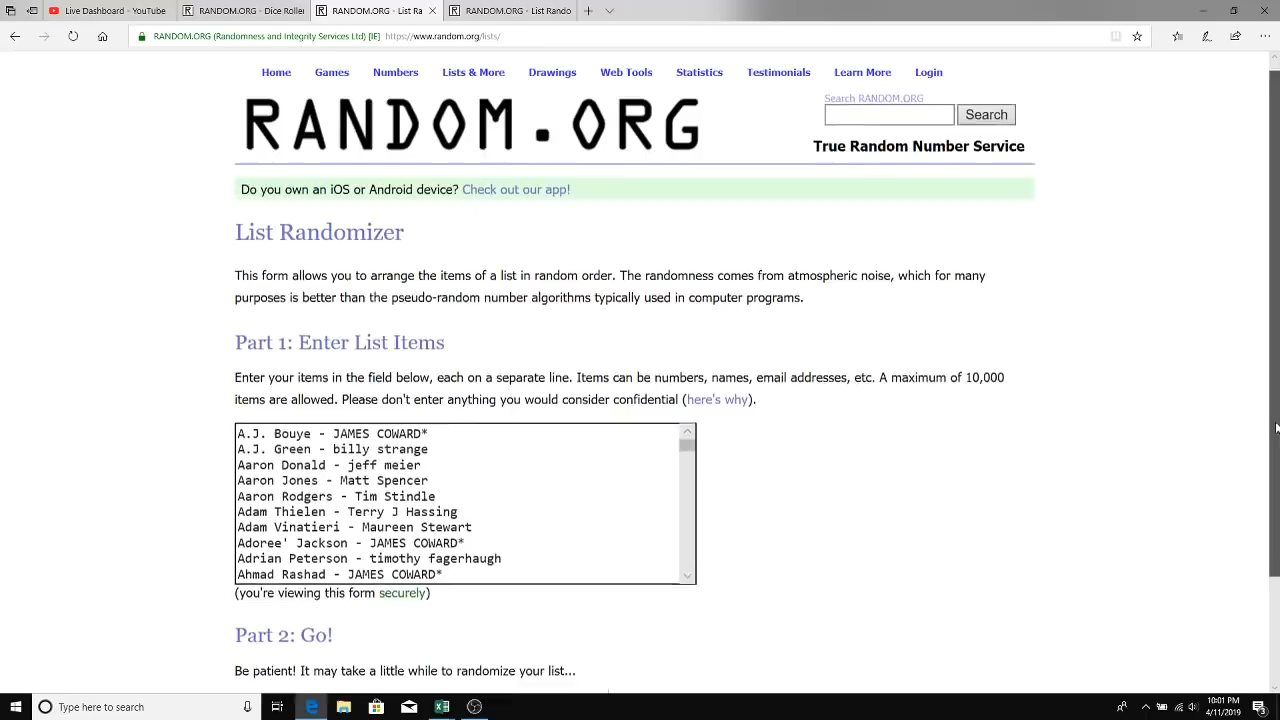 Live Dashboard - YouTube
RANDOM.ORG - Dice Roller
RANDOM.ORG - List Ra
RANDOM.ORG - List Rando
RANDOM.ORG (Randomness and Integrity Services Ltd) [IE] https://www.random.org/lists/
Home Games Numbers Lists & More Drawings Web Tools Statistics Testimonials Learn More Login
Search RANDOM.ORG
RANDOM.ORG
Search
True Random Number Service
Do you own an iOS or Android device? Check out our app!
List Randomizer
This form allows you to arrange the items of a list in random order. The randomness comes from atmospheric noise, which for many
purposes is better than the pseudo-random number algorithms typically used in computer programs.
Part 1: Enter List Items
Enter your items in the field below, each on a separate line. Items can be numbers, names, email addresses, etc. A maximum of 10,000
items are allowed. Please don't enter anything you would consider confidential (here's why).
A.J. Bouye - JAMES COWARD*
A.J. Green - billy strange
Aaron Donald - jeff meier
Aaron Jones - Matt Spencer
Aaron Rodgers - Tim Stindle
Adam Thielen - Terry J Hassing
Adam Vinatieri - Maureen Stewart
Adoree' Jackson - JAMES COWARD*
Adrian Peterson - timothy fagerhaugh
Ahmad Rashad - JAMES COWARD*
(you're viewing this form securely)
Part 2: Go!
Be patient! It may take a little while to randomize your list...
Type here to search
10:01 PM
4/11/2019